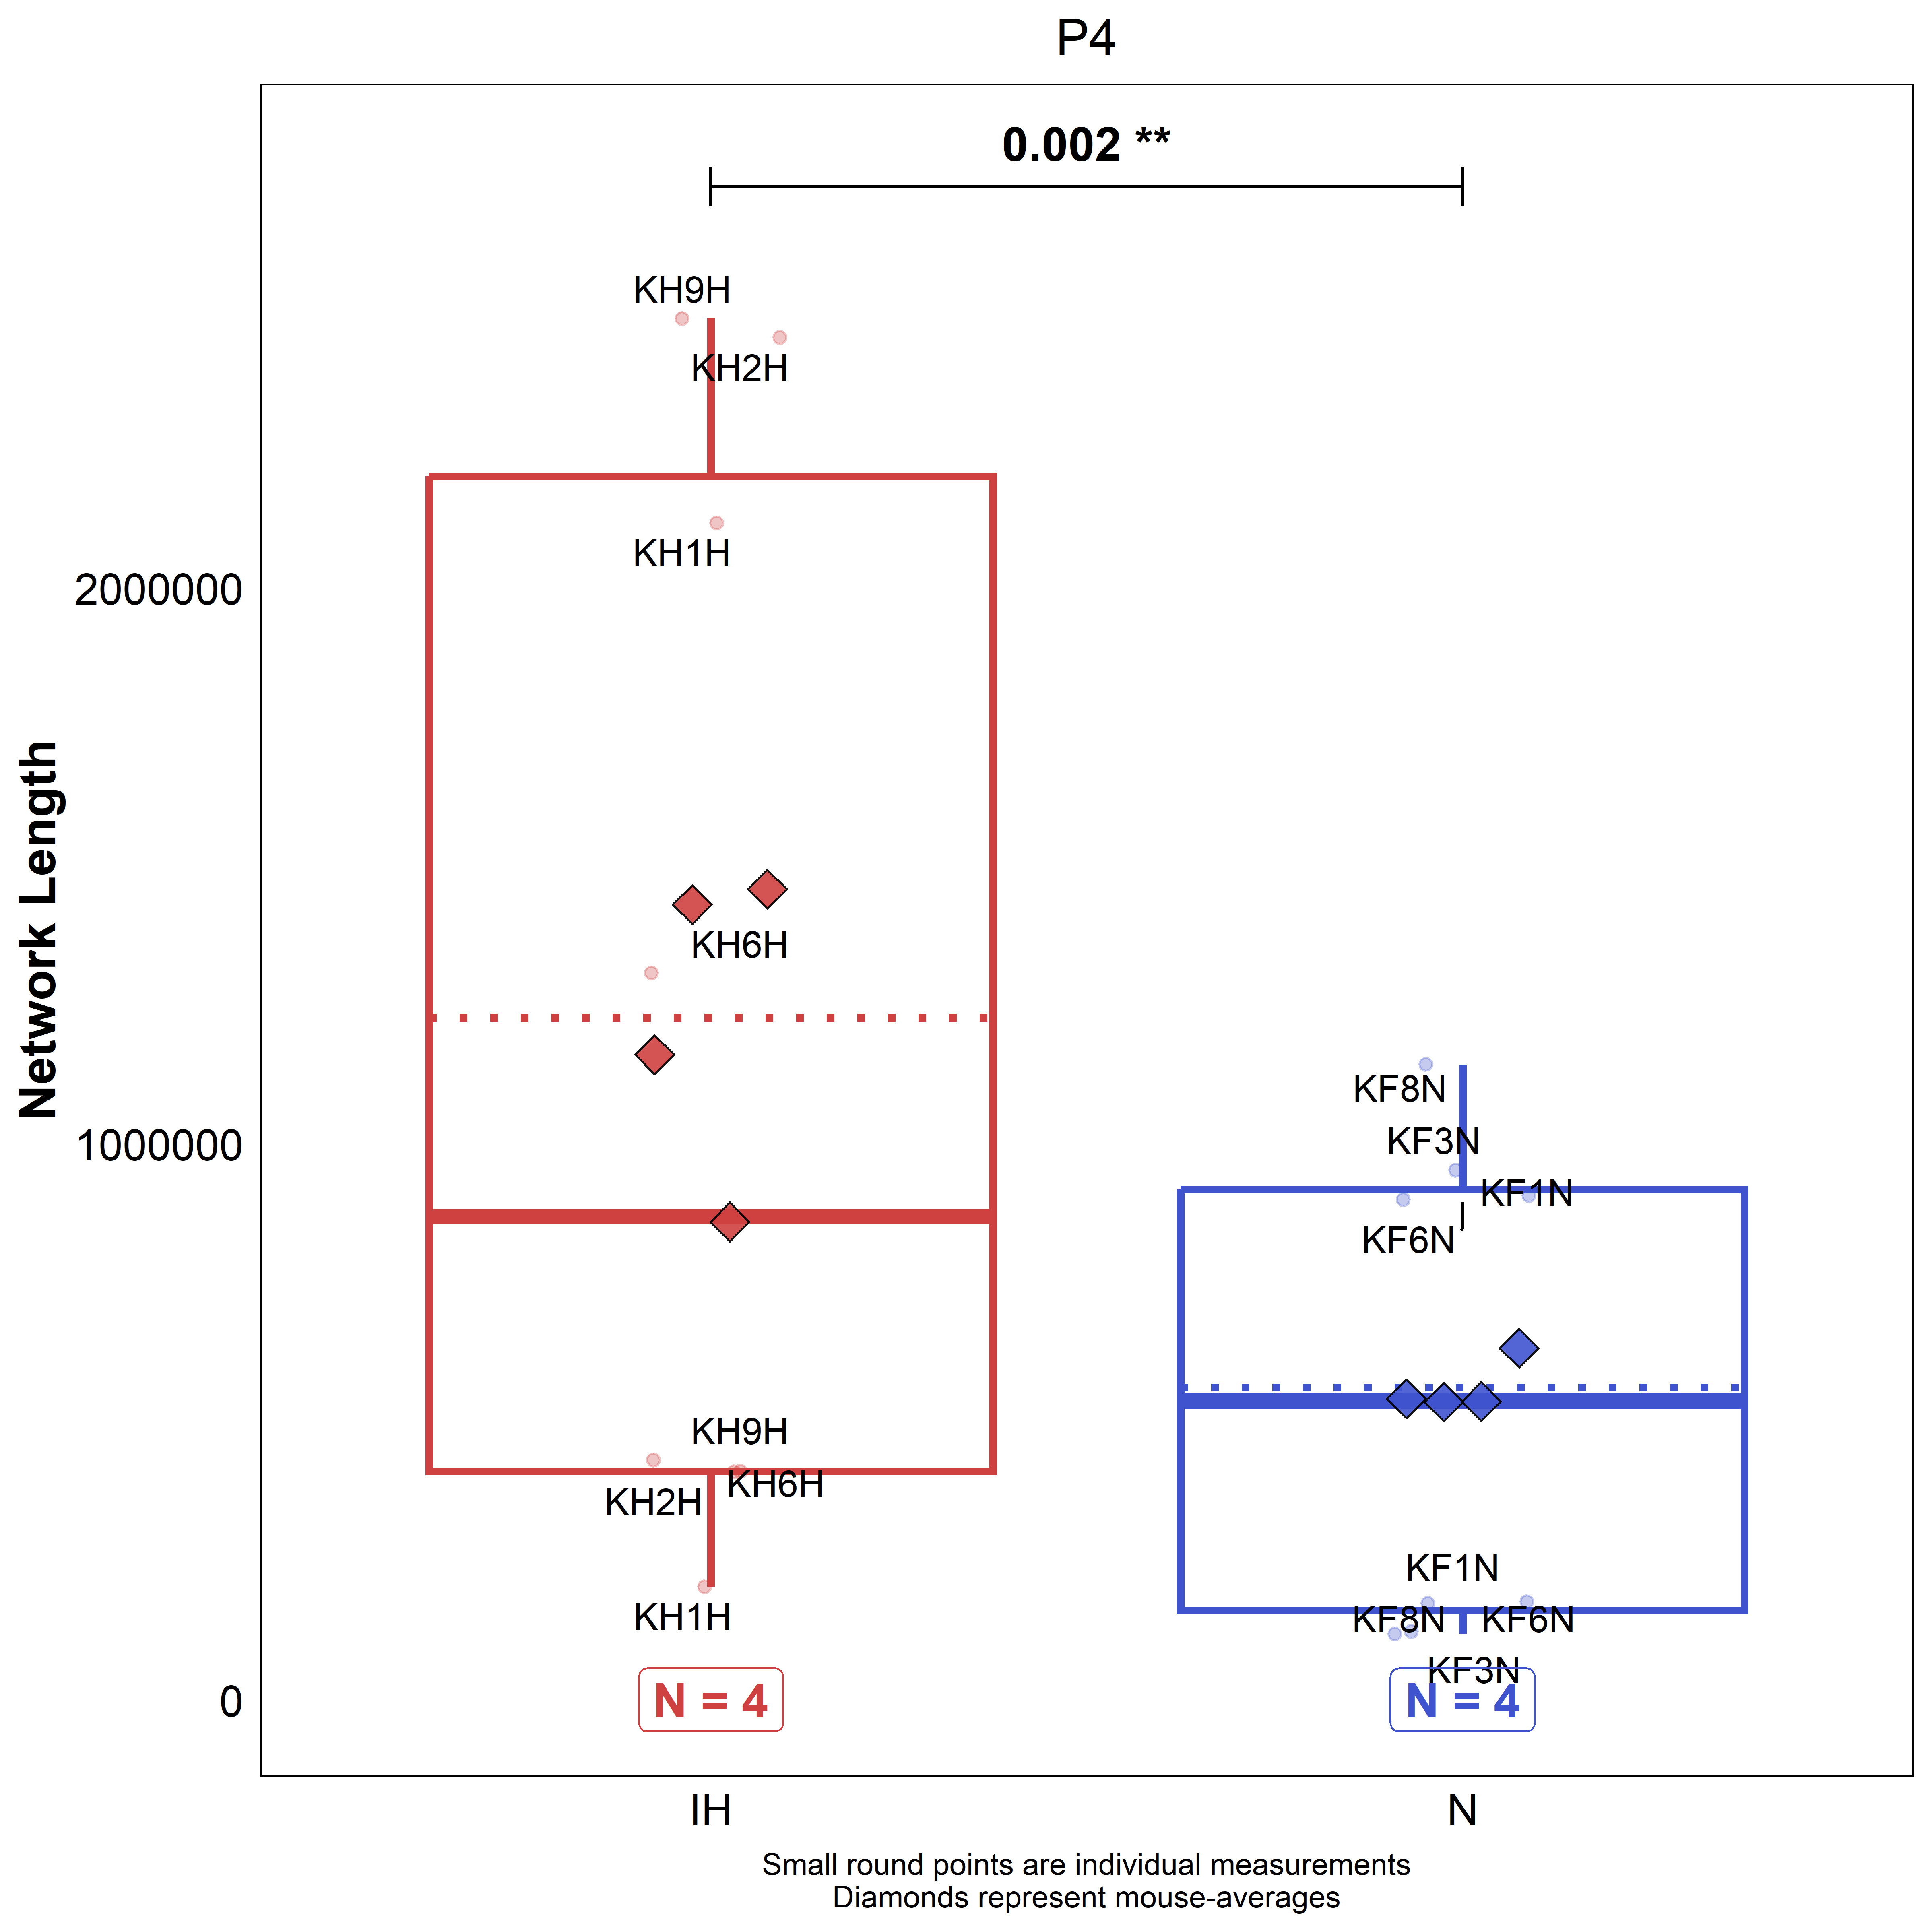 P4
0.002 **
KH9H
KH2H
KH1H
2000000
KH6H
Network Length
KF8N
KF3N
1000000
KF1N
KF6N
KH9H
KH6H
KH2H
KF1N
KH1H
KF8N
KF6N
KF3N
0
N = 4
N = 4
IH
N
Small round points are individual measurements
Diamonds represent mouse-averages